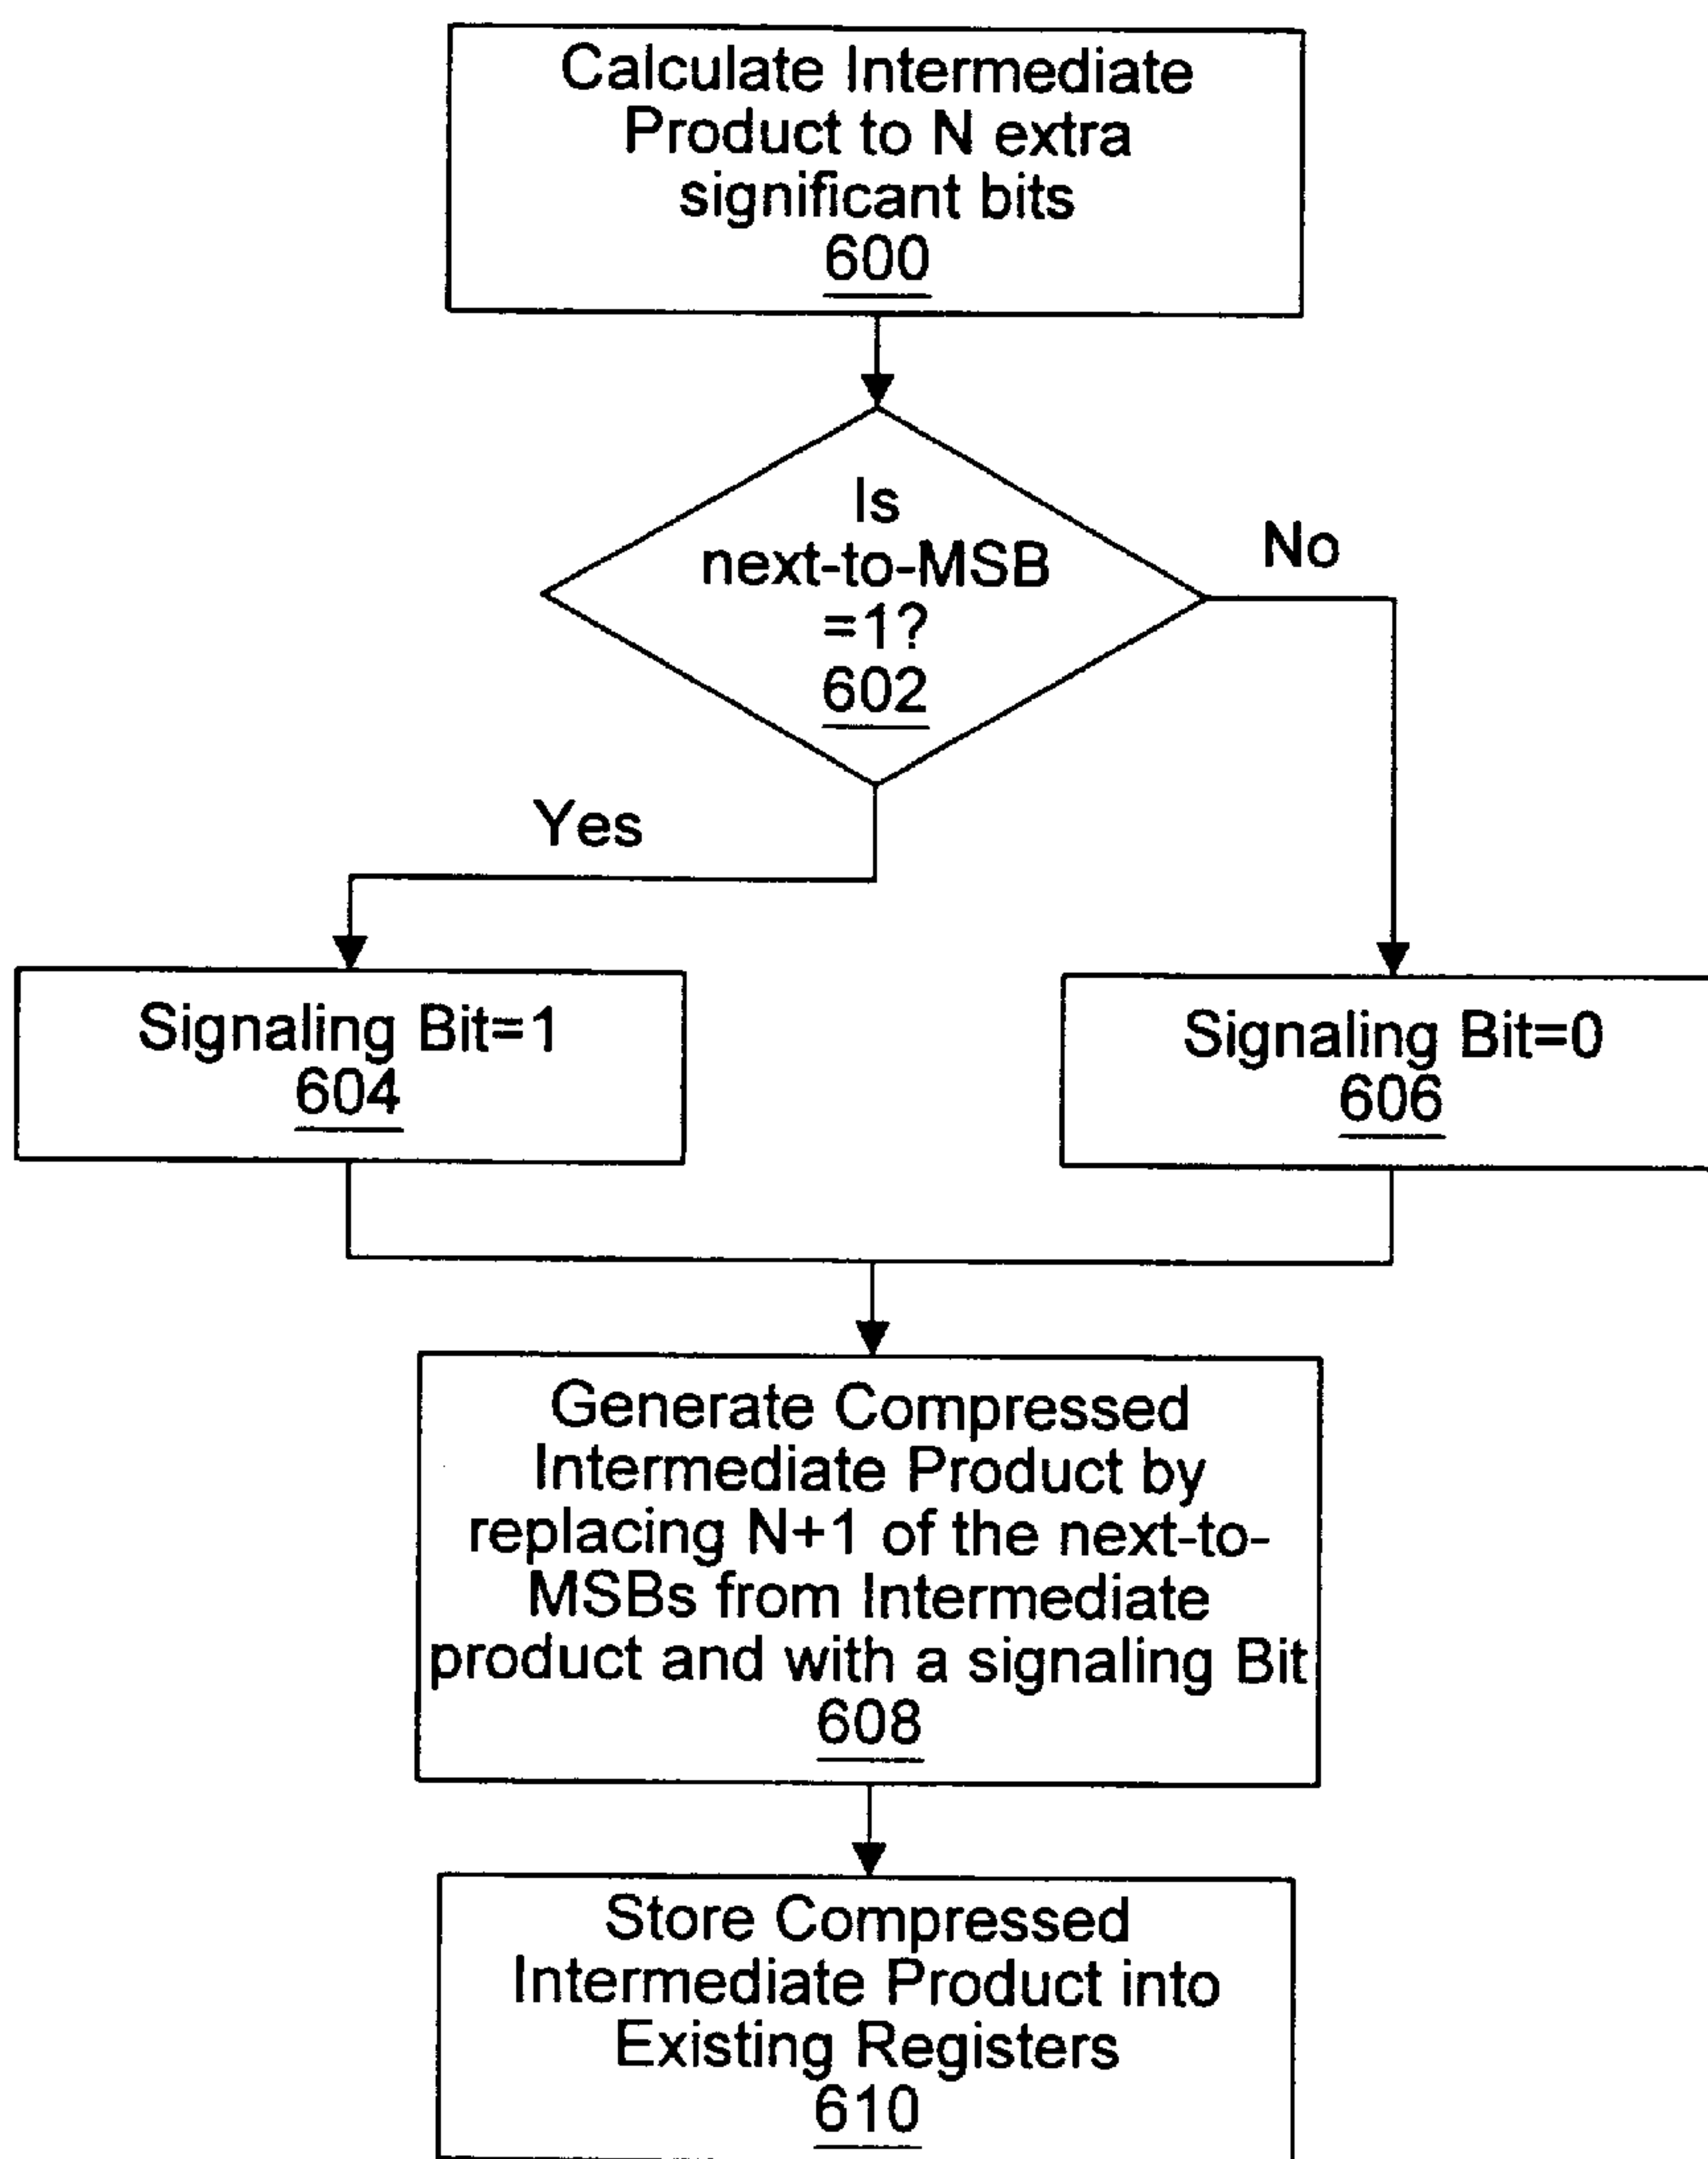 Calculate Intermediate
Product to N extra
significant bits
600
Is
next-to-MSB
=1?
602
No
Yes
Signaling Bit=1
604
Signaling Bit=0
606
Generate Compressed
Intermediate Product by
replacing N+1 of the next-to-
MSBs from Intermediate
product and with a signaling Bit
608
Store Compressed
Intermediate Product into
Existing Registers
610